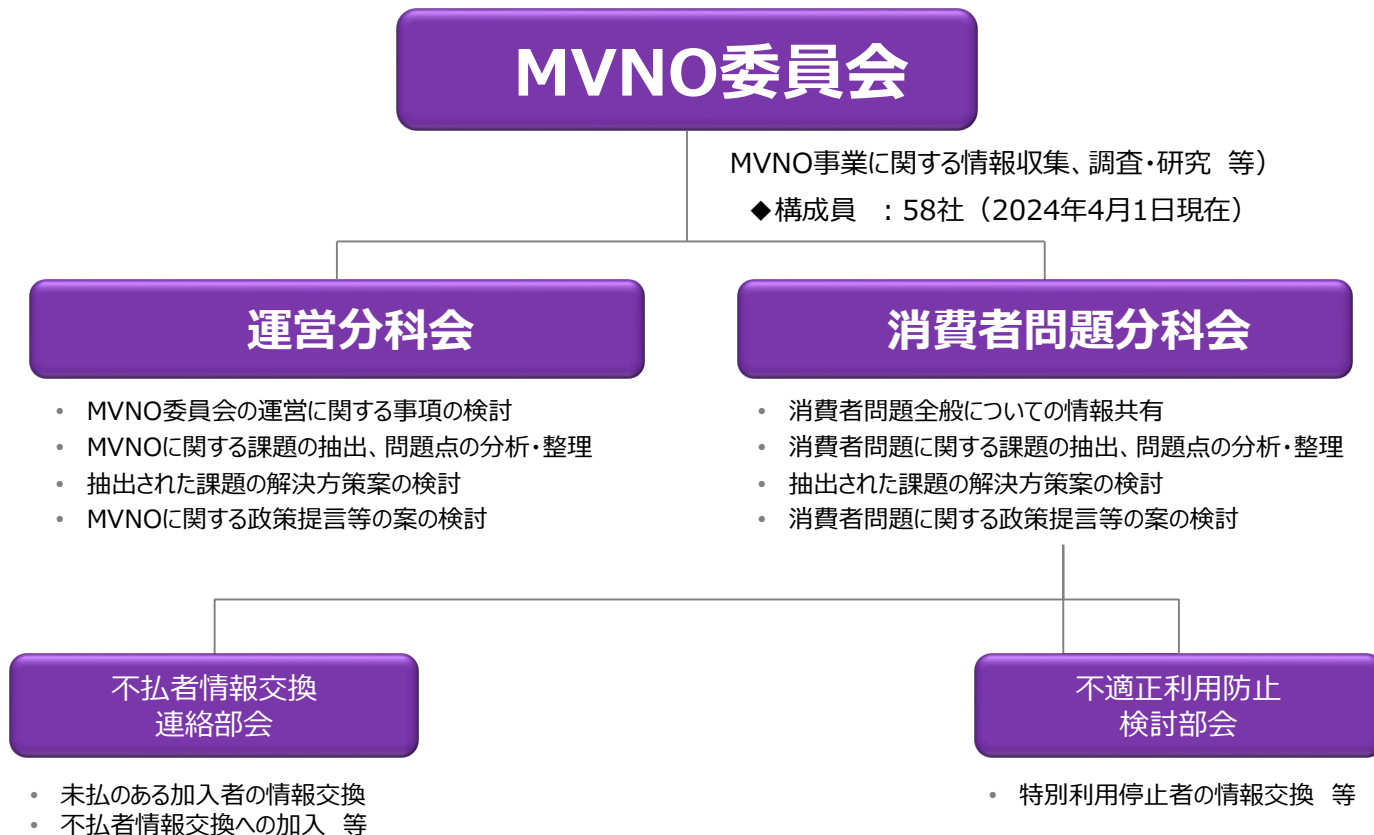 MVNO委員会
MVNO事業に関する情報収集、調査・研究 等）
◆構成員 ：58社（2024年4月1日現在）
運営分科会
・ MVNO委員会の運営に関する事項の検討
・ MVNOに関する課題の抽出、問題点の分析・整理
・ 抽出された課題の解決方策案の検討
・ MVNOに関する政策提言等の案の検討
消費者問題分科会
・ 消費者問題全般についての情報共有
・ 消費者問題に関する課題の抽出、問題点の分析・整理
・ 抽出された課題の解決方策案の検討
・ 消費者問題に関する政策提言等の案の検討
不払者情報交換
連絡部会
・ 未払のある加入者の情報交換
・ 不払者情報交換への加入 等
不適正利用防止
検討部会
・ 特別利用停止者の情報交換 等